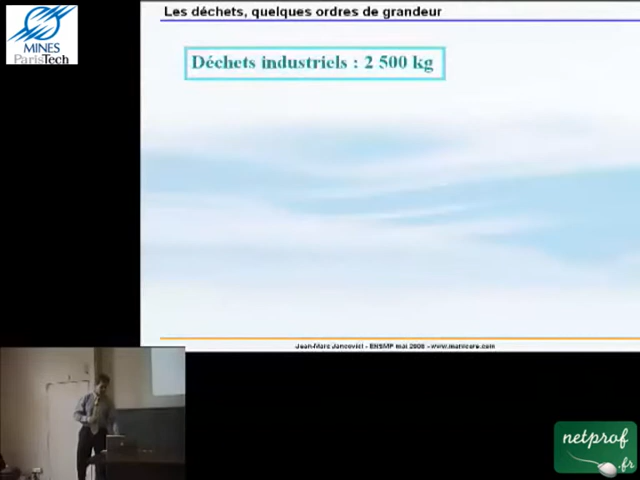 MINES
ParisTech
Les déchets, quelques ordres de grandeur
Déchets industriels : 2 500 kg
Jean-Marc Jancovici - ENSMP mai 2008 - www.manicore.com
netprof
.fr